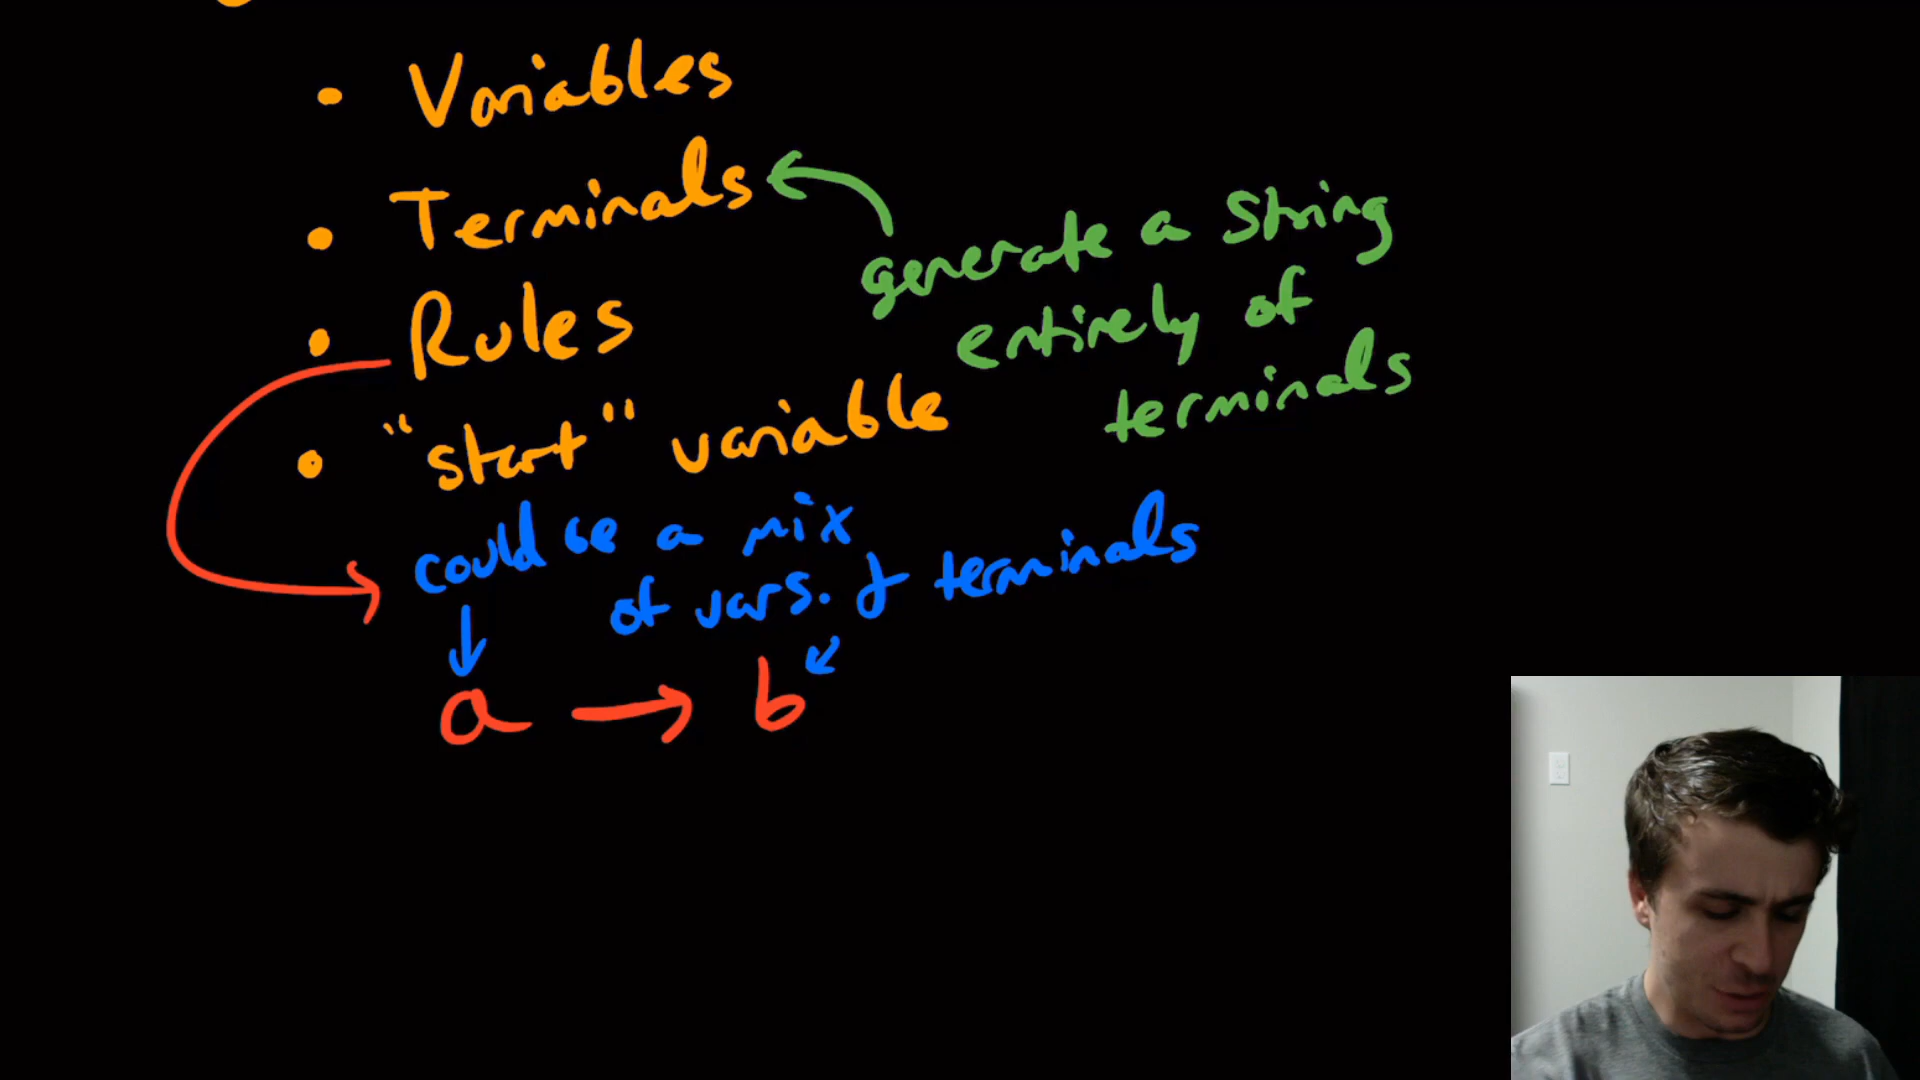 • Variables
• Terminals
generate a string
entirely of
terminals
• Rules
• "start" variable
could be a mix
of vars. & terminals
a → b